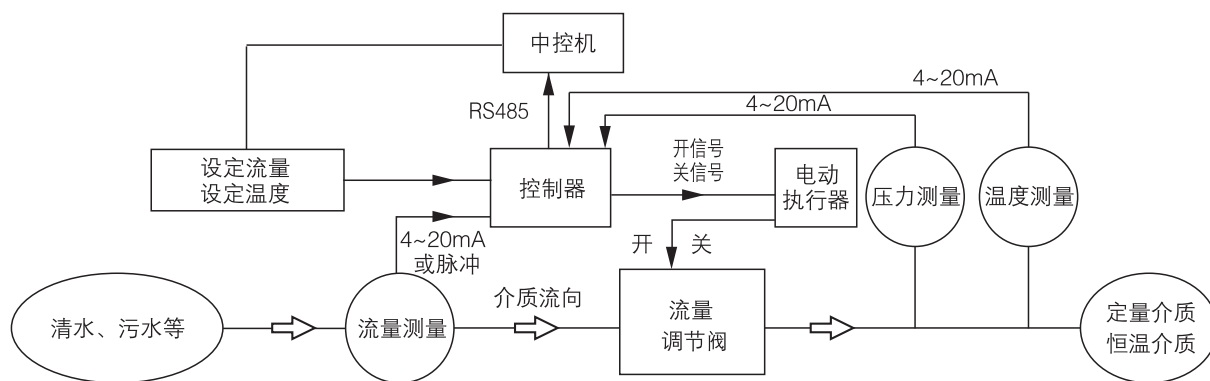 中控机
4~20mA
4~20mA
RS485
设定流量
设定温度
控制器
开信号
关信号
电动
执行器
压力测量
温度测量
4~20mA
或脉冲
开
关
清水、污水等
流量测量
介质流向
流量
调节阀
定量介质
恒温介质